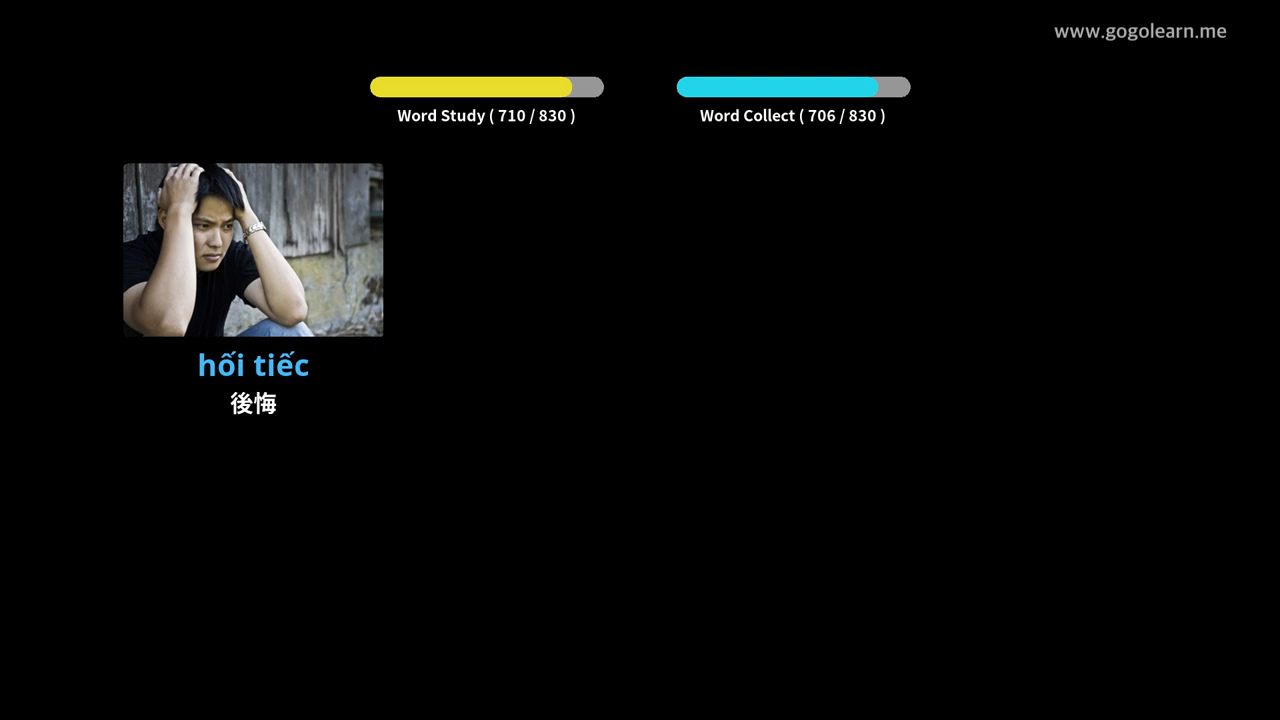 www.gogolearn.me
Word Study ( 710 / 830 )
Word Collect ( 706 / 830 )
hối tiếc
後悔